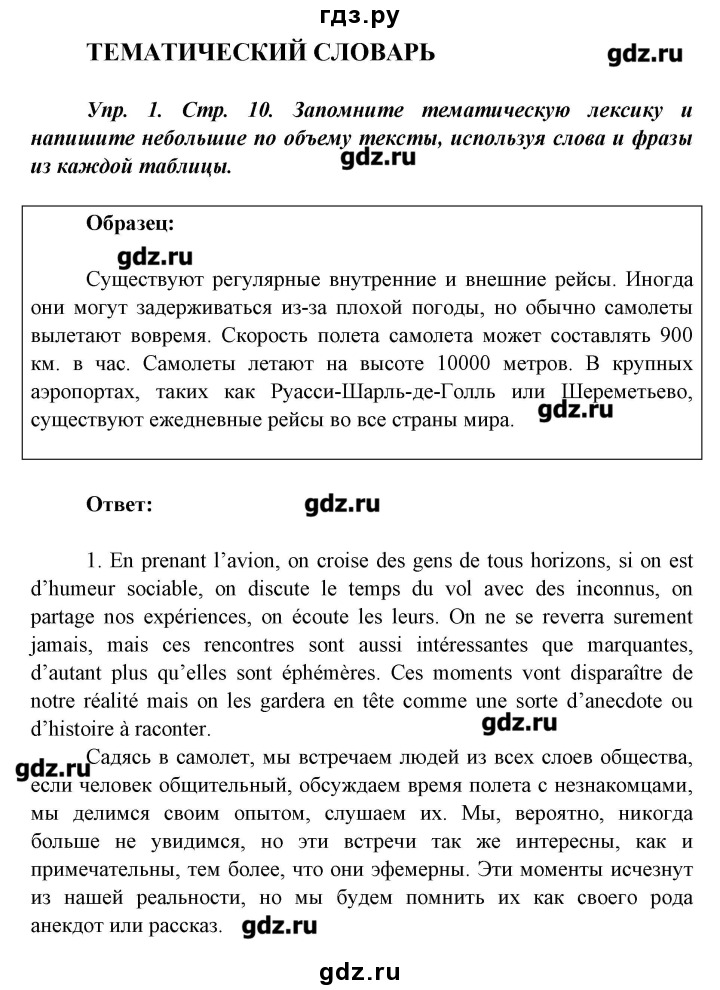 гдз.ру
ТЕМАТИЧЕСКИЙ СЛОВАРЬ
gdz.ru
Упр. 1. Стр. 10. Запомните тематическую лексику и
напишите небольшие по объему тексты, используя слова и фразы
из каждой таблицы.
gdz.ru
Образец:
gdz.ru
Существуют регулярные внутренние и внешние рейсы. Иногда
они могут задерживаться из-за плохой погоды, но обычно самолеты
вылетают вовремя. Скорость полета самолета может составлять 900
км. в час. Самолеты летают на высоте 10000 метров. В крупных
аэропортах, таких как Руасси-Шарль-де-Голль или Шереметьево,
существуют ежедневные рейсы во все страны мира.
gdz.ru
Ответ:
gdz.ru
1. En prenant l’avion, on croise des gens de tous horizons, si on est
d’humeur sociable, on discute le temps du vol avec des inconnus, on
partage nos expériences, on écoute les leurs. On ne se reverra surement
jamais, mais ces rencontres sont aussi intéressantes que marquantes,
d’autant plus qu’elles sont éphémères. Ces moments vont disparaître de
notre réalité mais on les gardera en tête comme une sorte d’anecdote ou
d’histoire à raconter.
gdz.ru
Садясь в самолет, мы встречаем людей из всех слоев общества,
gdz.ru
если человек общительный, обсуждаем время полета с незнакомцами,
мы делимся своим опытом, слушаем их. Мы, вероятно, никогда
больше не увидимся, но эти встречи так же интересны, как и
примечательны, тем более, что они эфемерны. Эти моменты исчезнут
из нашей реальности, но мы будем помнить их как своего рода
анекдот или рассказ.
gdz.ru
gdz.ru